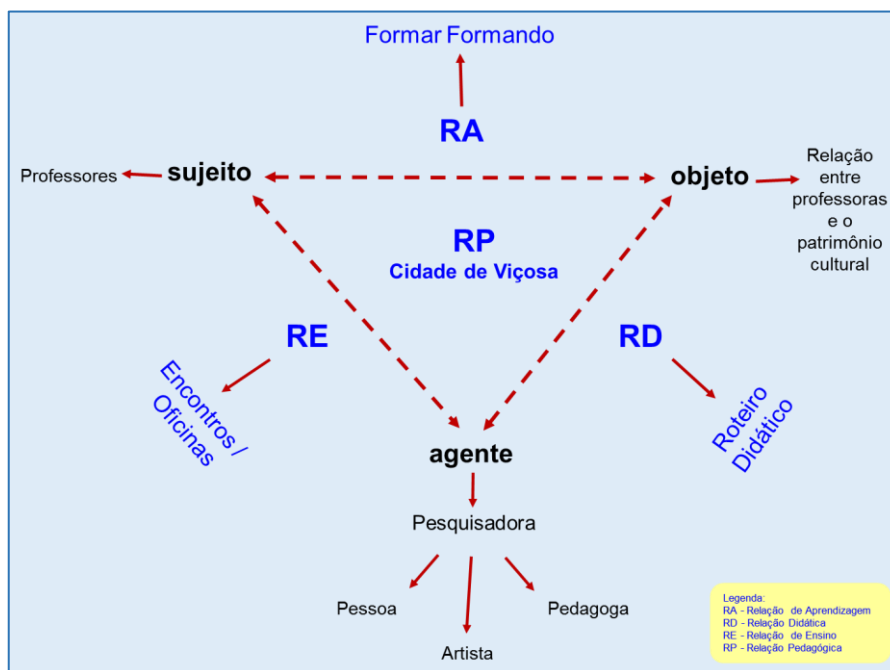 Formar Formando
RA
Professores
sujeito
objeto
Relação
entre
professoras
e o
patrimônio
cultural
RP
Cidade de Viçosa
RE
RD
Encontros /
Oficinas
Roteiro
Didático
agente
Pesquisadora
Pessoa
Pedagoga
Artista
Legenda:
RA - Relação de Aprendizagem
RD - Relação Didática
RE - Relação de Ensino
RP - Relação Pedagógica